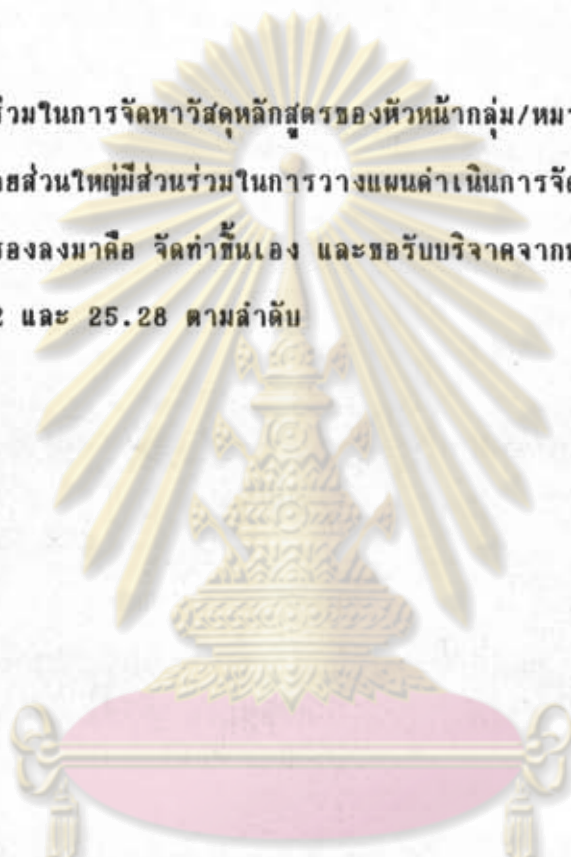 ร่วมในการจัดหาวัสดุหลักสูตรของหัวหน้ากลุ่ม/หมา
ส่วนใหญ่มีส่วนร่วมในการวางแผนดำเนินการจัด
รองลงมาคือ จัดทำขึ้นเอง และขอรับบริจาคจาก
และ 25.28 ตามลำดับ